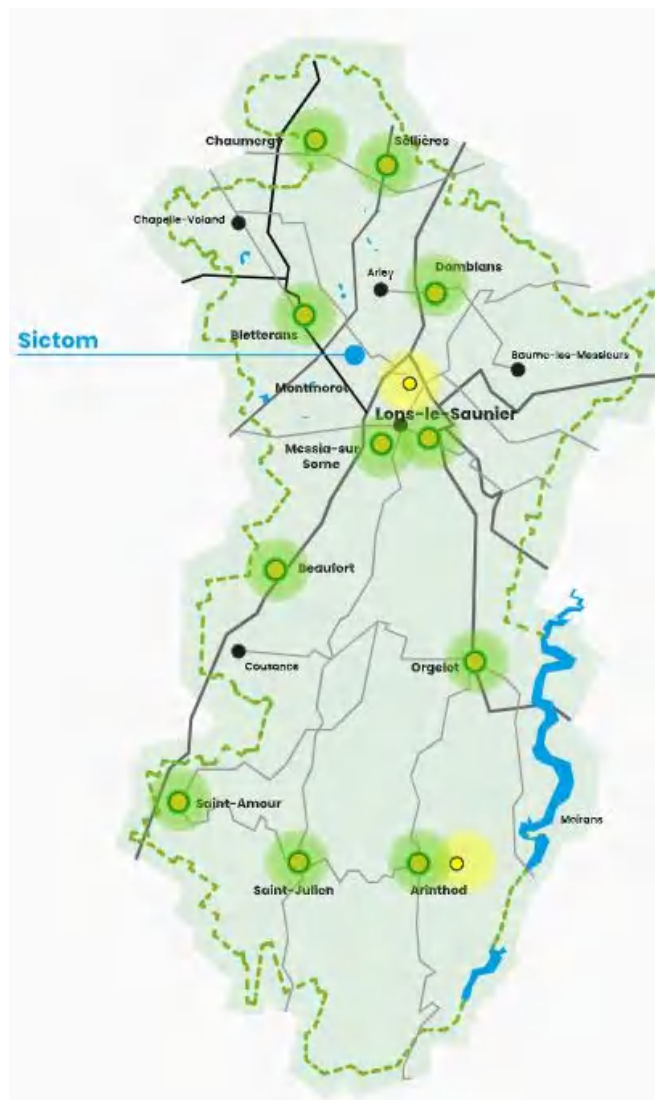 Chaumergy
Sellières
Chapelle-Voland
Arlay
Domblans
Bletterans
Sictom
Baume-les-Messieurs
Montmorot
Lons-le-Saunier
Messia-sur
Sorne
Beaufort
Cousance
Orgelet
Saint-Amour
Moirans
Saint-Julien
Arinthod